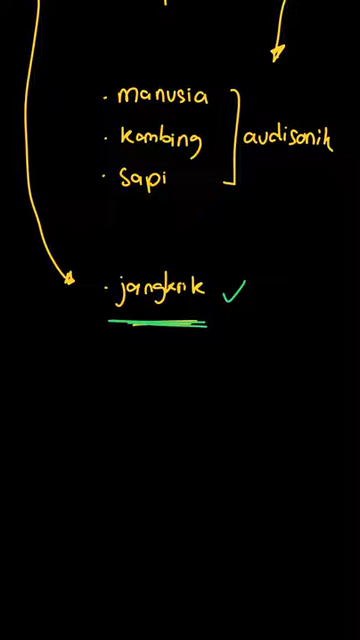 · manusia
· kambing
· sapi
audisonik
· jangkrik ✓